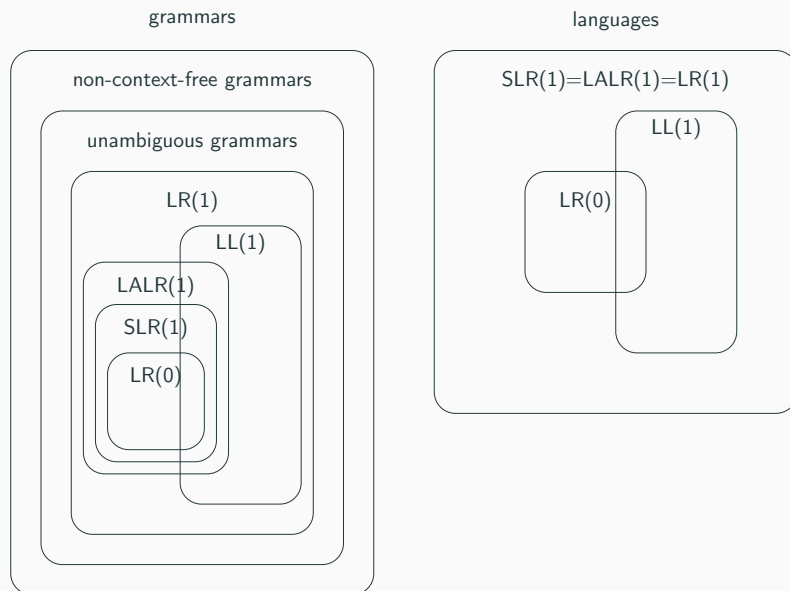 grammars
non-context-free grammars
unambiguous grammars
LR(1)
LL(1)
LALR(1)
SLR(1)
LR(0)
languages
SLR(1)=LALR(1)=LR(1)
LL(1)
LR(0)